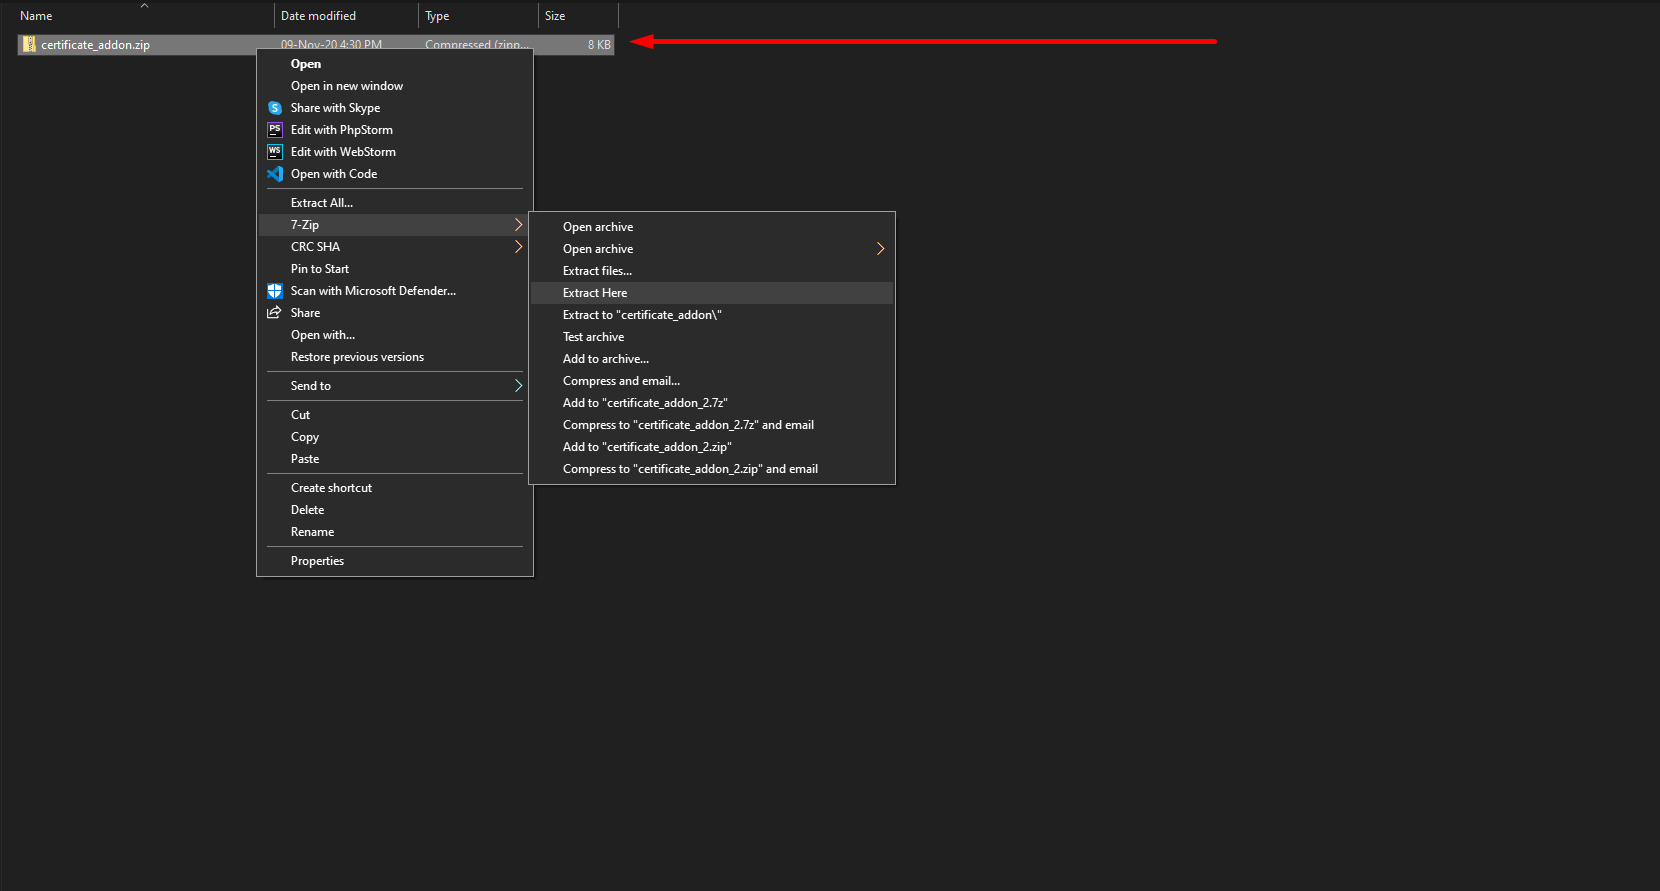 Name Date modified Type Size
certificate_addon.zip 09-Nov-20 4:30 PM Compressed (zipp... 8 KB
Open
Open in new window
Share with Skype
Edit with PhpStorm
Edit with WebStorm
Open with Code
Extract All...
7-Zip
CRC SHA
Pin to Start
Scan with Microsoft Defender...
Share
Open with...
Restore previous versions
Send to
Cut
Copy
Paste
Create shortcut
Delete
Rename
Properties
Open archive
Open archive
Extract files...
Extract Here
Extract to "certificate_addon\"
Test archive
Add to archive...
Compress and email...
Add to "certificate_addon_2.7z"
Compress to "certificate_addon_2.7z" and email
Add to "certificate_addon_2.zip"
Compress to "certificate_addon_2.zip" and email